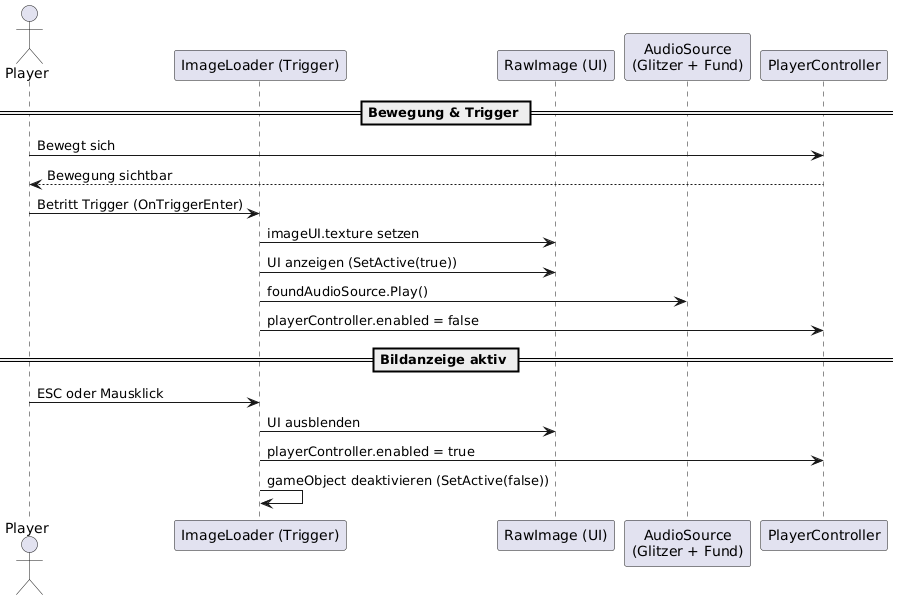 Player
ImageLoader (Trigger)
RawImage (UI)
AudioSource
(Glitzer + Fund)
PlayerController
Bewegung & Trigger
Bewegt sich
Bewegung sichtbar
Betritt Trigger (OnTriggerEnter)
imageUI.texture setzen
UI anzeigen (SetActive(true))
foundAudioSource.Play()
playerController.enabled = false
Bildanzeige aktiv
ESC oder Mausklick
UI ausblenden
playerController.enabled = true
gameObject deaktivieren (SetActive(false))
Player
ImageLoader (Trigger)
RawImage (UI)
AudioSource
(Glitzer + Fund)
PlayerController